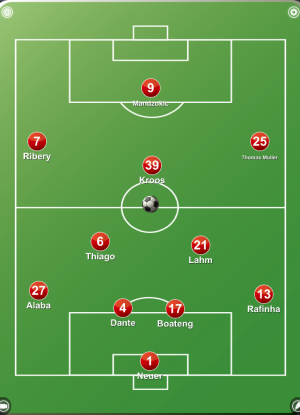 9
Mandzukic
7
Ribery
25
Thomas Muller
39
Kroos
6
Thiago
21
Lahm
27
Alaba
13
Rafinha
4
Dante
17
Boateng
1
Neuer